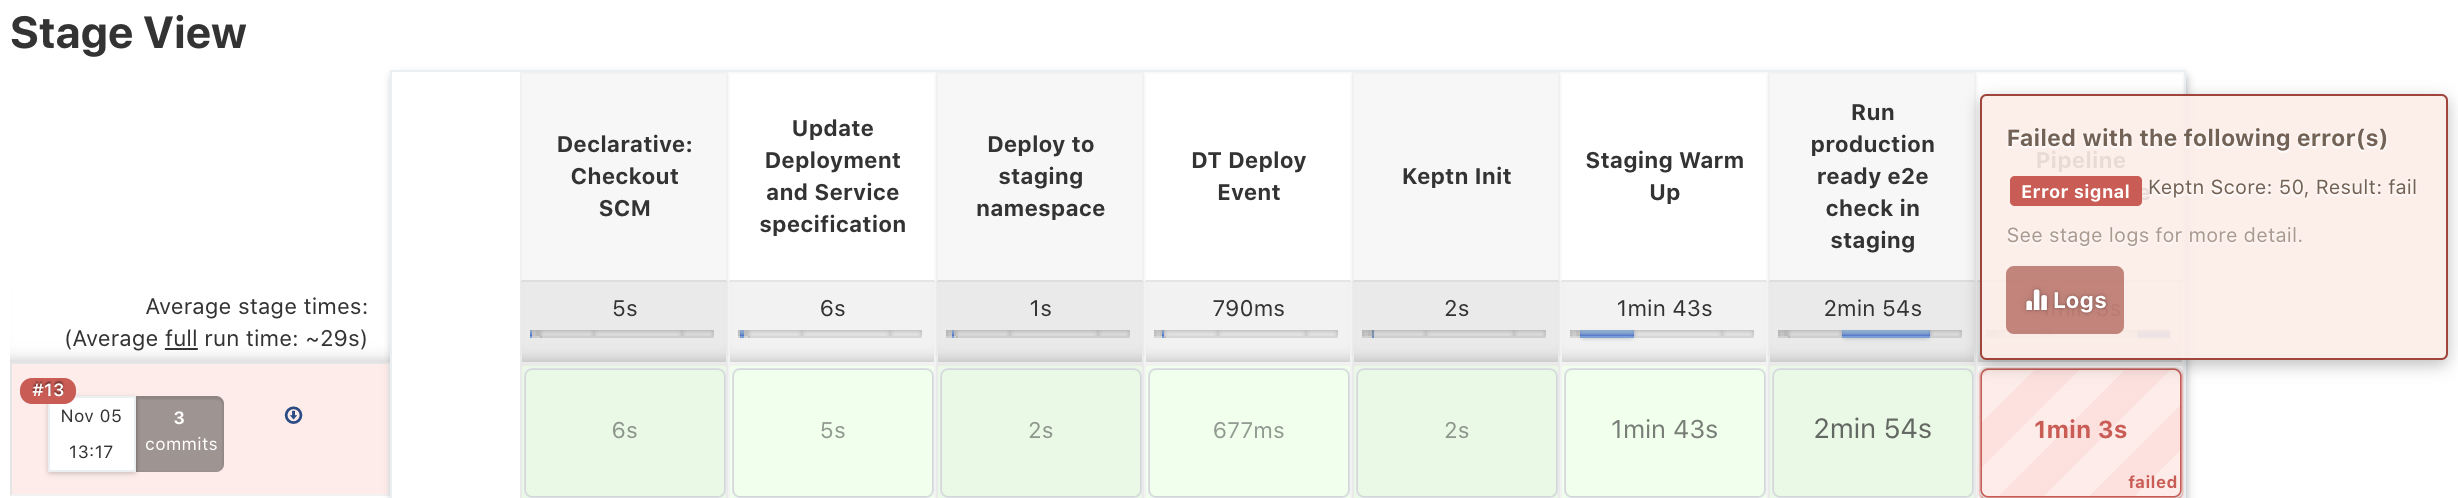 Stage View
Declarative:
Checkout
SCM
Update
Deployment
and Service
specification
Deploy to
staging
namespace
DT Deploy
Event
Keptn Init
Staging Warm
Up
Run
production
ready e2e
check in
staging
Pipeline
Failed with the following error(s)
Error signal Keptn Score: 50, Result: fail
See stage logs for more detail.
Logs
Average stage times:
(Average full run time: ~29s)
5s
6s
1s
790ms
2s
1min 43s
2min 54s
#13
Nov 05
13:17
3
commits
6s
5s
2s
677ms
2s
1min 43s
2min 54s
1min 3s
failed